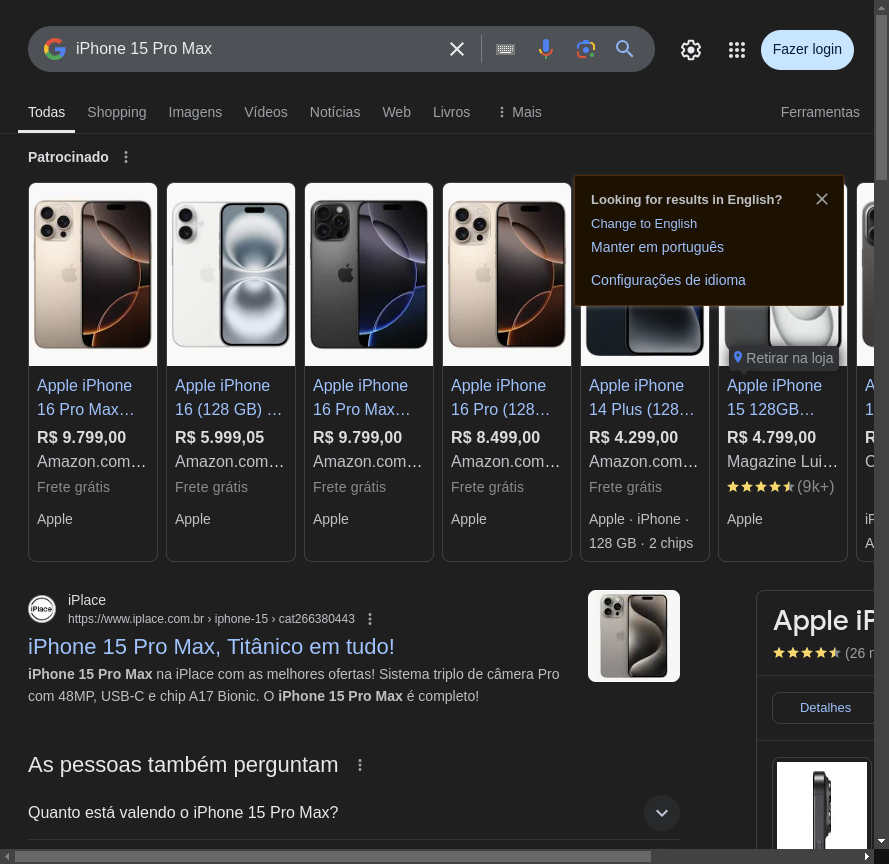 iPhone 15 Pro Max
Fazer login
Todas
Shopping
Imagens
Vídeos
Notícias
Web
Livros
Mais
Ferramentas
Patrocinado
Looking for results in English?
Change to English
Manter em português
Configurações de idioma
Apple iPhone
16 Pro Max…
R$ 9.799,00
Amazon.com…
Frete grátis
Apple
Apple iPhone
16 (128 GB) …
R$ 5.999,05
Amazon.com…
Frete grátis
Apple
Apple iPhone
16 Pro Max…
R$ 9.799,00
Amazon.com…
Frete grátis
Apple
Apple iPhone
16 Pro (128…
R$ 8.499,00
Amazon.com…
Frete grátis
Apple
Apple iPhone
14 Plus (128…
R$ 4.299,00
Amazon.com…
Frete grátis
Apple · iPhone ·
128 GB · 2 chips
Retirar na loja
Apple iPhone
15 128GB…
R$ 4.799,00
Magazine Lui…
(9k+)
Apple
iPlace
iPlace
https://www.iplace.com.br › iphone-15 › cat266380443
iPhone 15 Pro Max, Titânico em tudo!
iPhone 15 Pro Max na iPlace com as melhores ofertas! Sistema triplo de câmera Pro
com 48MP, USB-C e chip A17 Bionic. O iPhone 15 Pro Max é completo!
As pessoas também perguntam
Quanto está valendo o iPhone 15 Pro Max?
Apple iP
(26 r
Detalhes